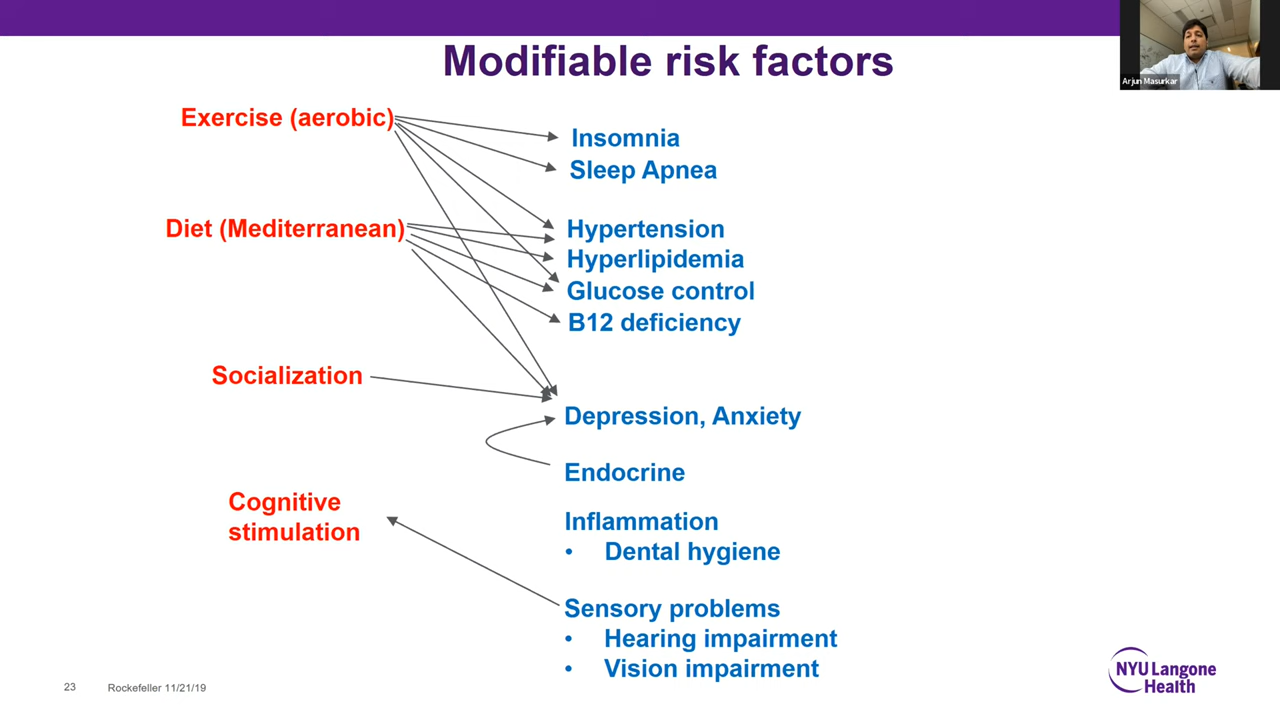 Modifiable risk factors
Arjun Masurkar
Exercise (aerobic)
Insomnia
Sleep Apnea
Diet (Mediterranean)
Hypertension
Hyperlipidemia
Glucose control
B12 deficiency
Socialization
Depression, Anxiety
Endocrine
Cognitive
stimulation
Inflammation
• Dental hygiene
Sensory problems
• Hearing impairment
• Vision impairment
23
Rockefeller 11/21/19
NYU Langone
Health